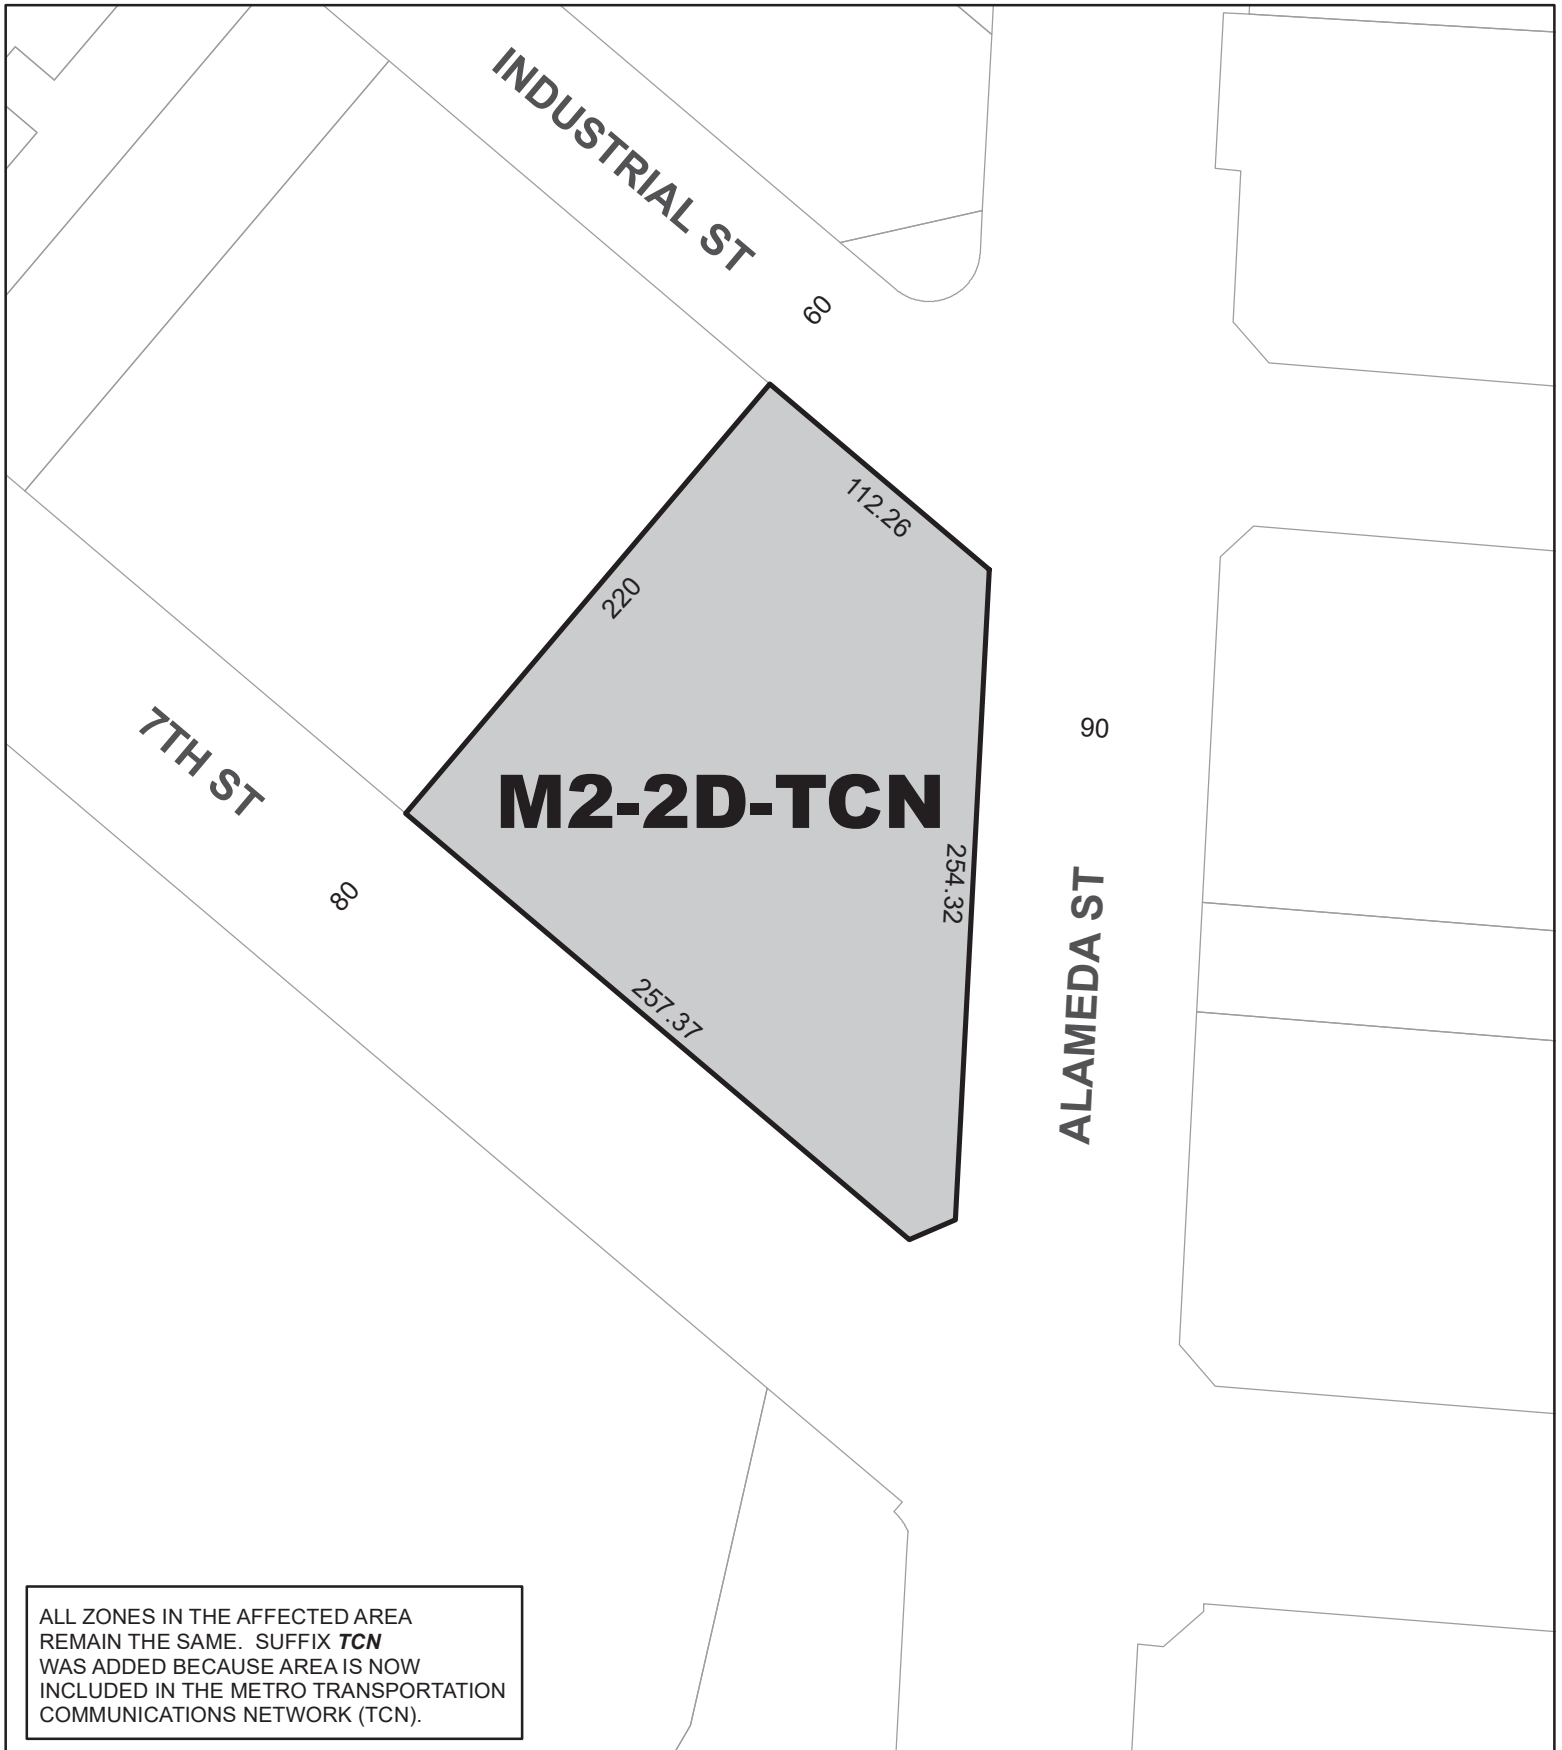 INDUSTRIAL ST
60
112.26
220
90
7TH ST
M2-2D-TCN
254.32
80
ALAMEDA ST
257.37
ALL ZONES IN THE AFFECTED AREA
REMAIN THE SAME. SUFFIX TCN
WAS ADDED BECAUSE AREA IS NOW
INCLUDED IN THE METRO TRANSPORTATION
COMMUNICATIONS NETWORK (TCN).